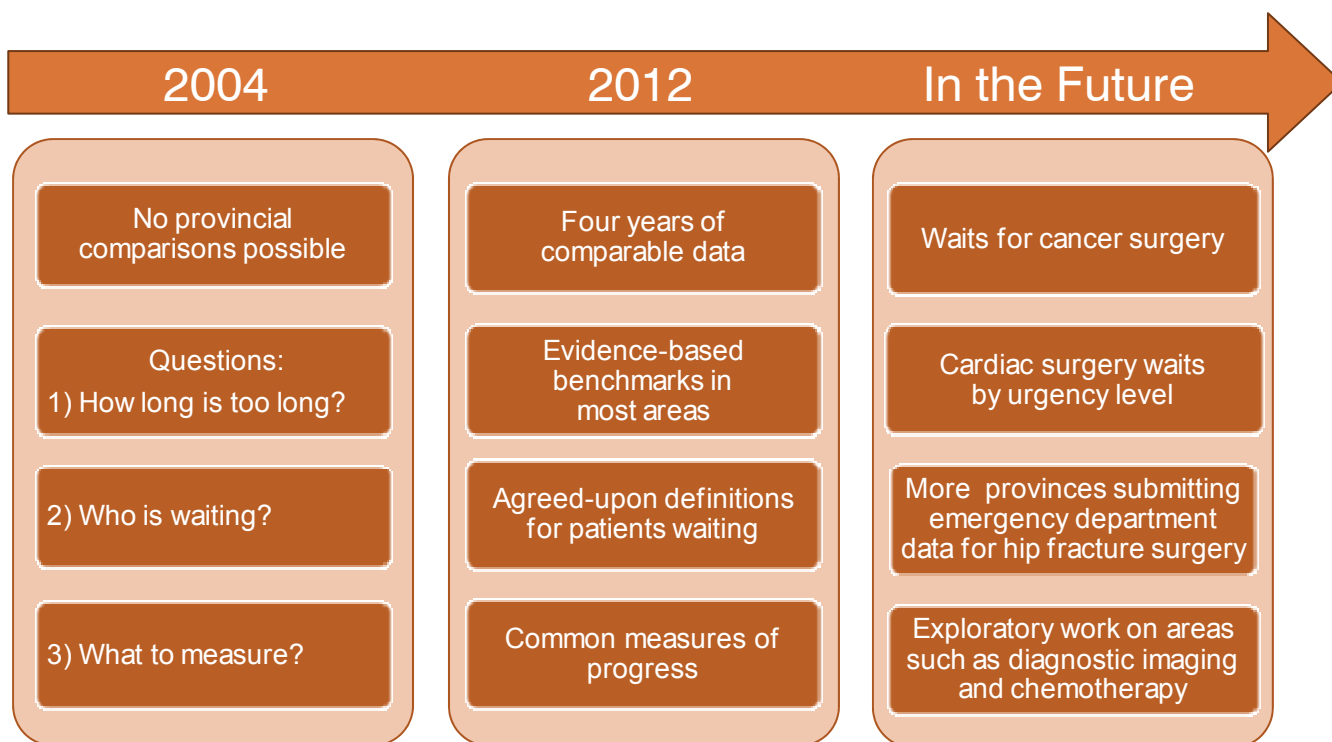 2004
2012
In the Future
No provincial
comparisons possible
Questions:
1) How long is too long?
2) Who is waiting?
3) What to measure?
Four years of
comparable data
Evidence-based
benchmarks in
most areas
Agreed-upon definitions
for patients waiting
Common measures of
progress
Waits for cancer surgery
Cardiac surgery waits
by urgency level
More provinces submitting
emergency department
data for hip fracture surgery
Exploratory work on areas
such as diagnostic imaging
and chemotherapy